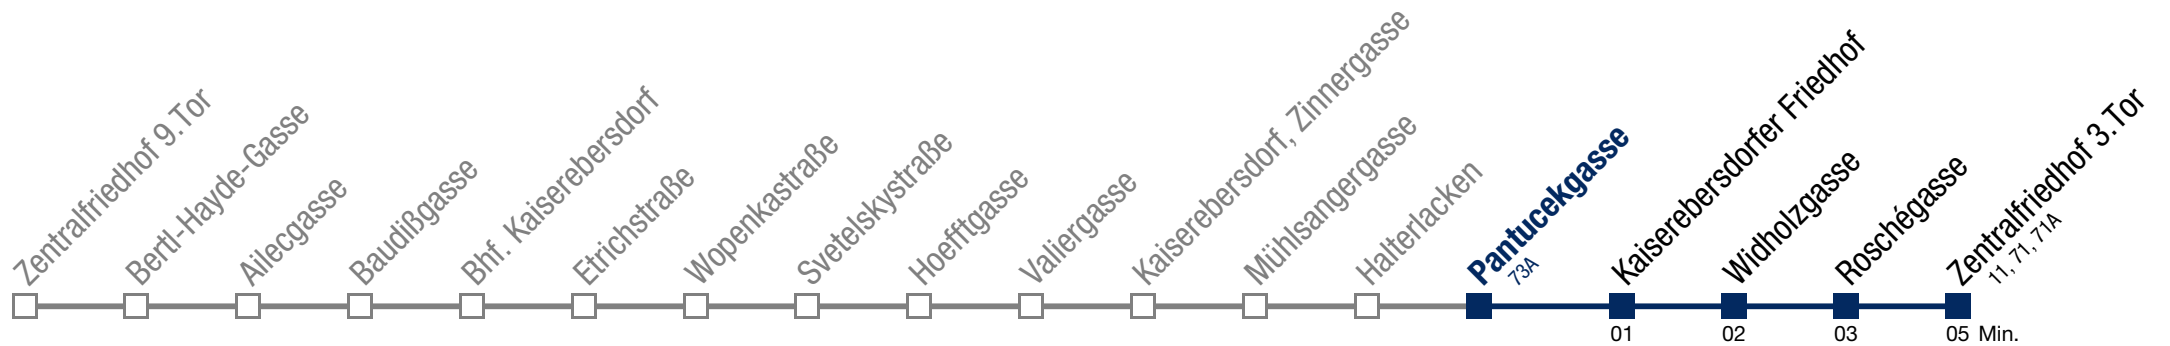 Zentralfriedhof 9.Tor
Bertl-Hayde-Gasse
Ailecgasse
Baudißgasse
Bhf. Kaiserebersdorf
Etrichstraße
Wopenkastraße
Svetelskystraße
Hoefftgasse
Valiergasse
Kaiserebersdorf, Zinnergasse
Mühlsangergasse
Halterlacken
Pantucekgasse
73A
Kaiserebersdorfer Friedhof
Widholzgasse
Roschégasse
Zentralfriedhof 3.Tor
11, 71, 71A
01 02 03 05 Min.